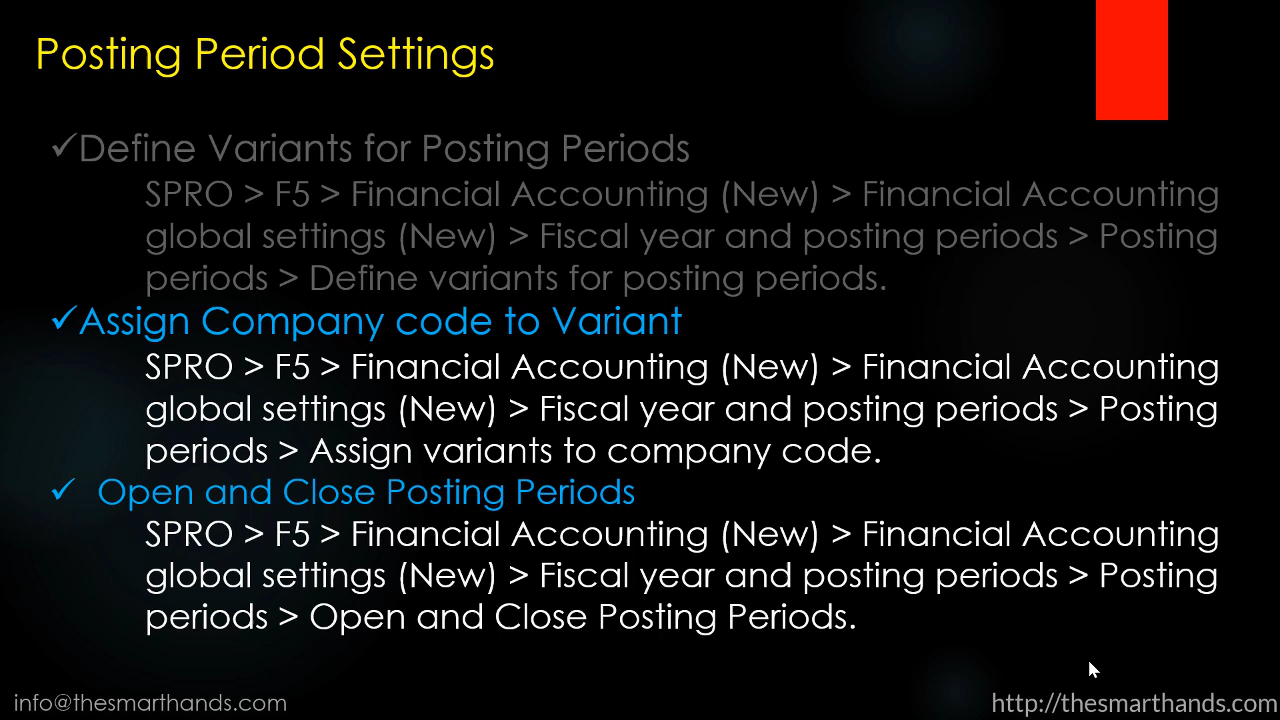 Posting Period Settings
✓Define Variants for Posting Periods
SPRO > F5 > Financial Accounting (New) > Financial Accounting
global settings (New) > Fiscal year and posting periods > Posting
periods > Define variants for posting periods.
✓Assign Company code to Variant
SPRO > F5 > Financial Accounting (New) > Financial Accounting
global settings (New) > Fiscal year and posting periods > Posting
periods > Assign variants to company code.
✓ Open and Close Posting Periods
SPRO > F5 > Financial Accounting (New) > Financial Accounting
global settings (New) > Fiscal year and posting periods > Posting
periods > Open and Close Posting Periods.
info@thesmarthands.com
http://thesmarthands.com